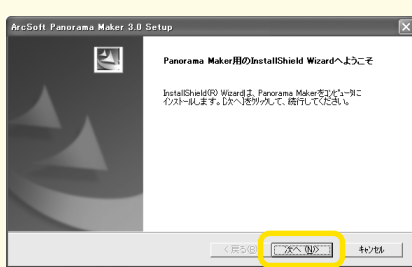 ArcSoft Panorama Maker 3.0 Setup
Panorama Maker用のInstallShield Wizardへようこそ
InstallShield(R) Wizardは、Panorama Makerをｺﾝﾋﾟｭｰﾀに
ｲﾝｽﾄｰﾙします。[次へ]をｸﾘｯｸして、続行してください。
< 戻る(B) 次へ(N)> ｷｬﾝｾﾙ